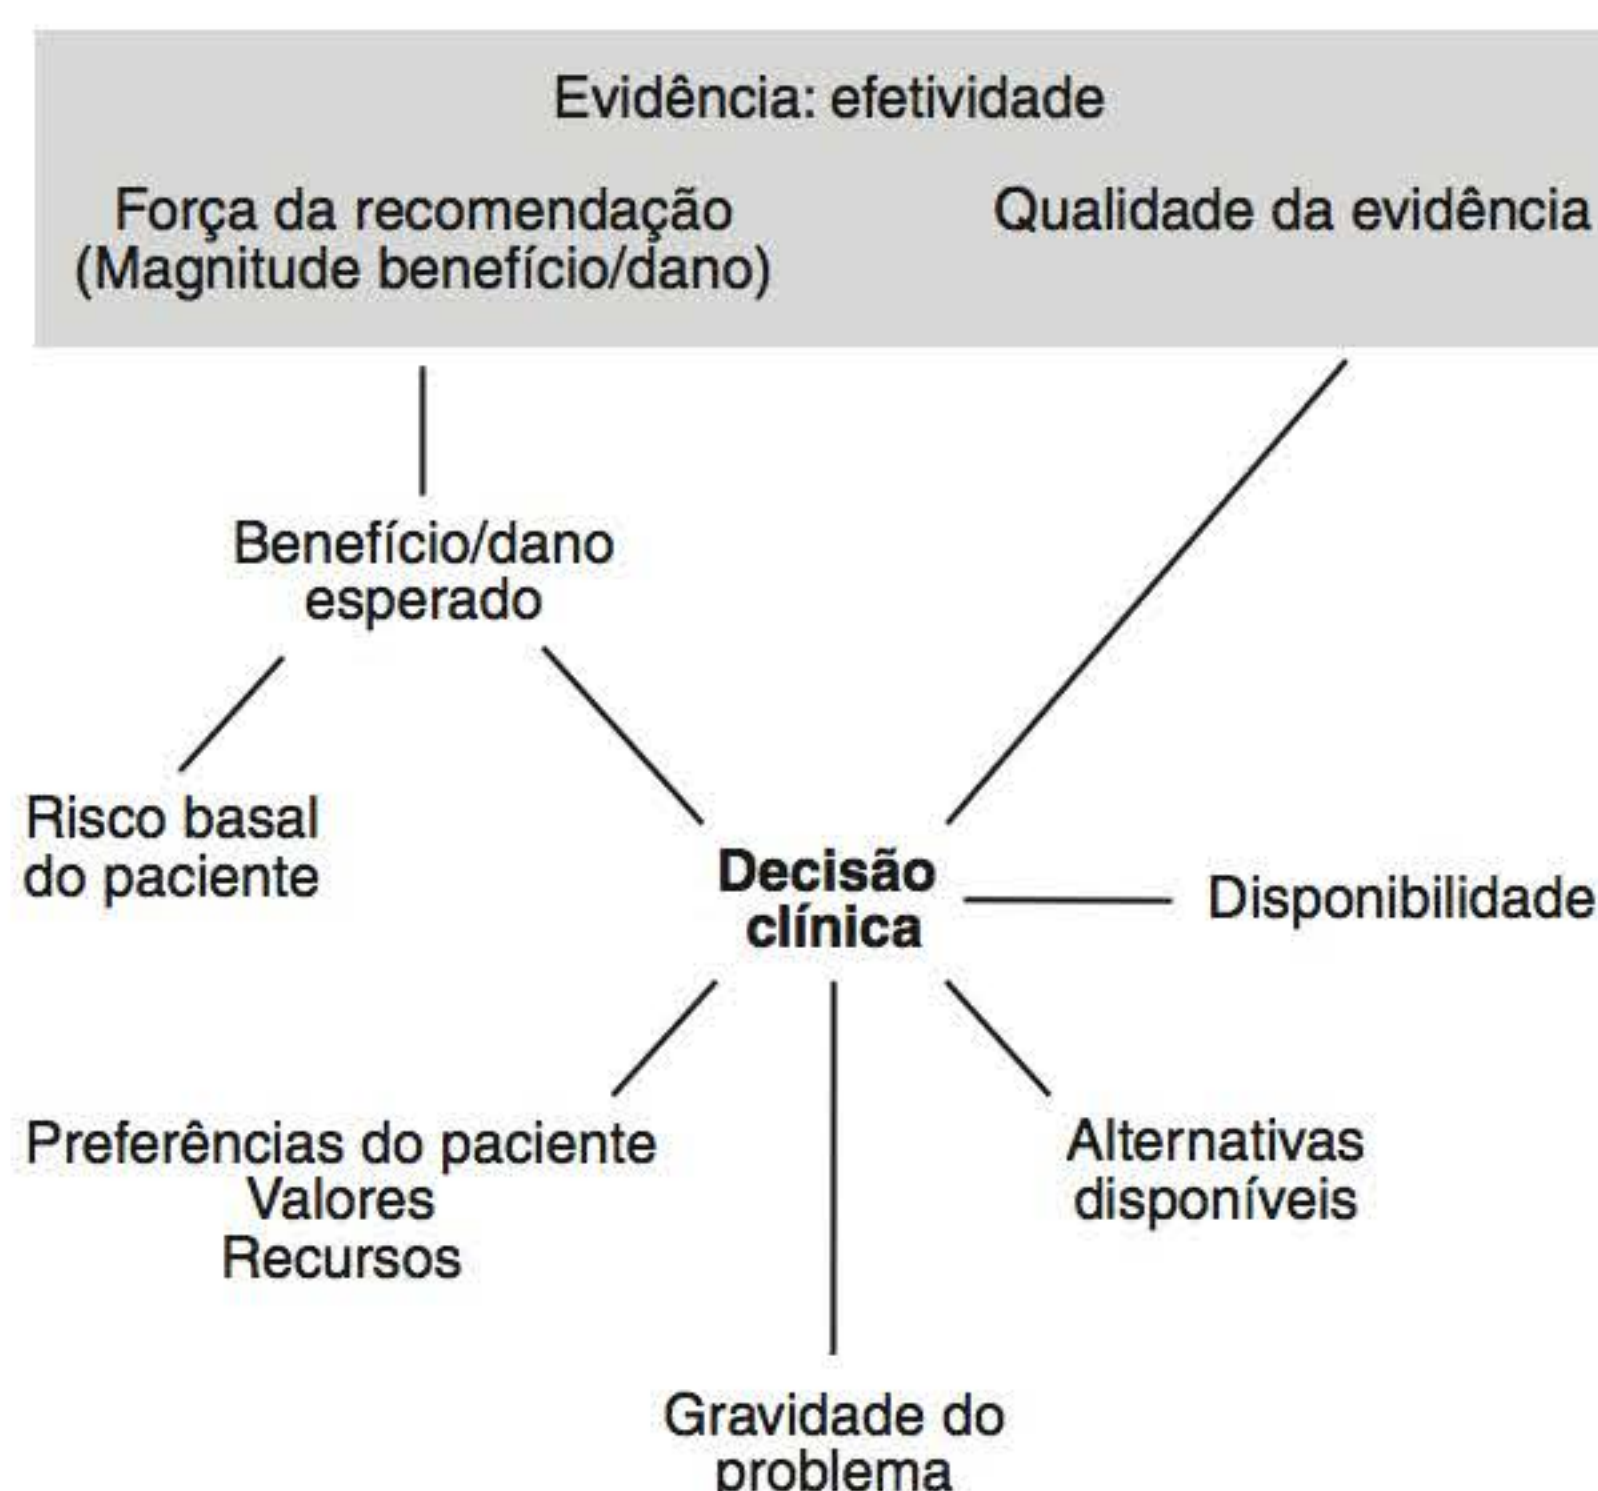 Evidência: efetividade
Força da recomendação
(Magnitude benefício/dano)
Qualidade da evidência
Benefício/dano
esperado
Risco basal
do paciente
Decisão
clínica
Disponibilidade
Preferências do paciente
Valores
Recursos
Alternativas
disponíveis
Gravidade do
problema